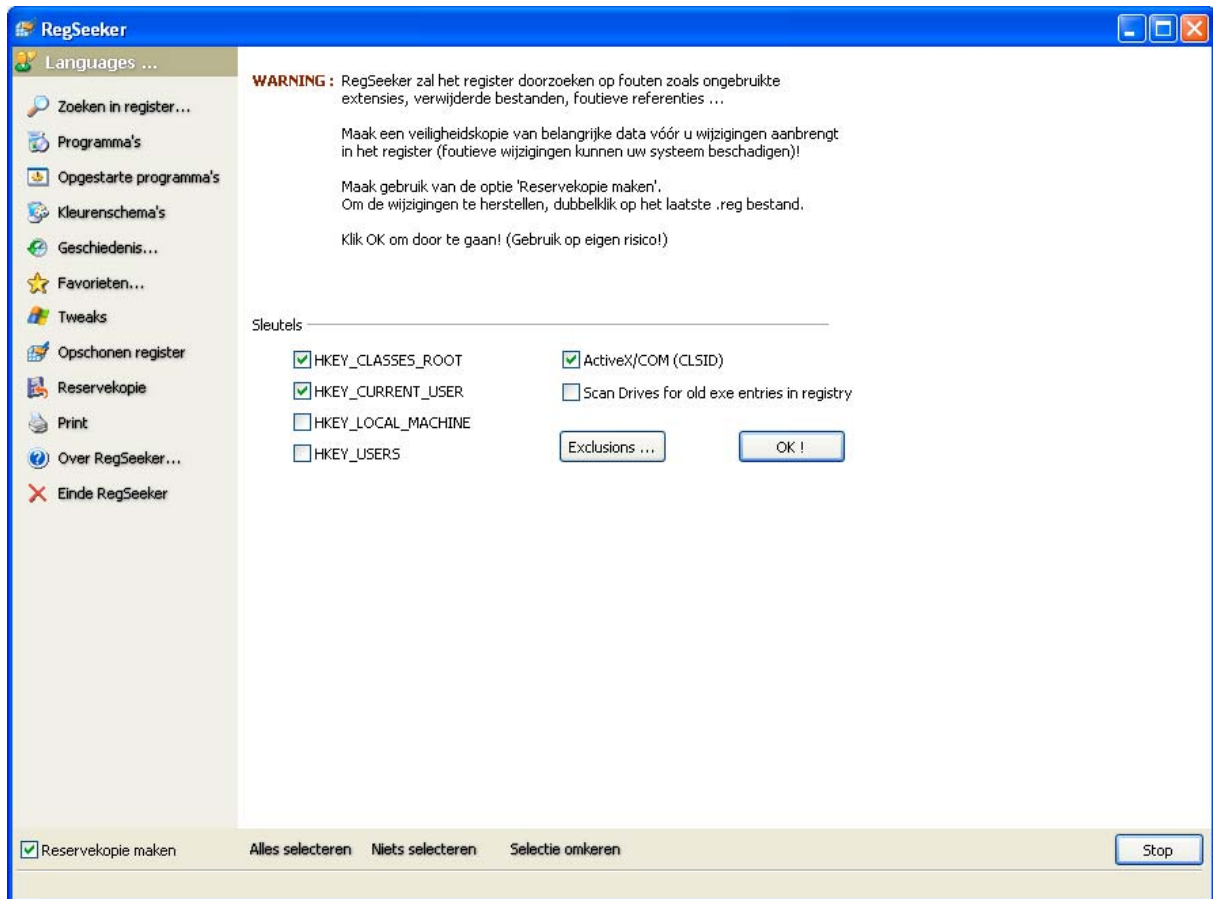 RegSeeker
Languages ...
Zoeken in register...
Programma's
Opgestarte programma's
Kleurenschema's
Geschiedenis...
Favorieten...
Tweaks
Opschonen register
Reservekopie
Print
Over RegSeeker...
Einde RegSeeker
WARNING : RegSeeker zal het register doorzoeken op fouten zoals ongebruikte
extensies, verwijderde bestanden, foutieve referenties ...
Maak een veiligheidskopie van belangrijke data vóór u wijzigingen aanbrengt
in het register (foutieve wijzigingen kunnen uw systeem beschadigen)!
Maak gebruik van de optie 'Reservekopie maken'.
Om de wijzigingen te herstellen, dubbelklik op het laatste .reg bestand.
Klik OK om door te gaan! (Gebruik op eigen risico!)
Sleutels
HKEY_CLASSES_ROOT
HKEY_CURRENT_USER
HKEY_LOCAL_MACHINE
HKEY_USERS
ActiveX/COM (CLSID)
Scan Drives for old exe entries in registry
Exclusions ...
OK !
Reservekopie maken
Alles selecteren
Niets selecteren
Selectie omkeren
Stop